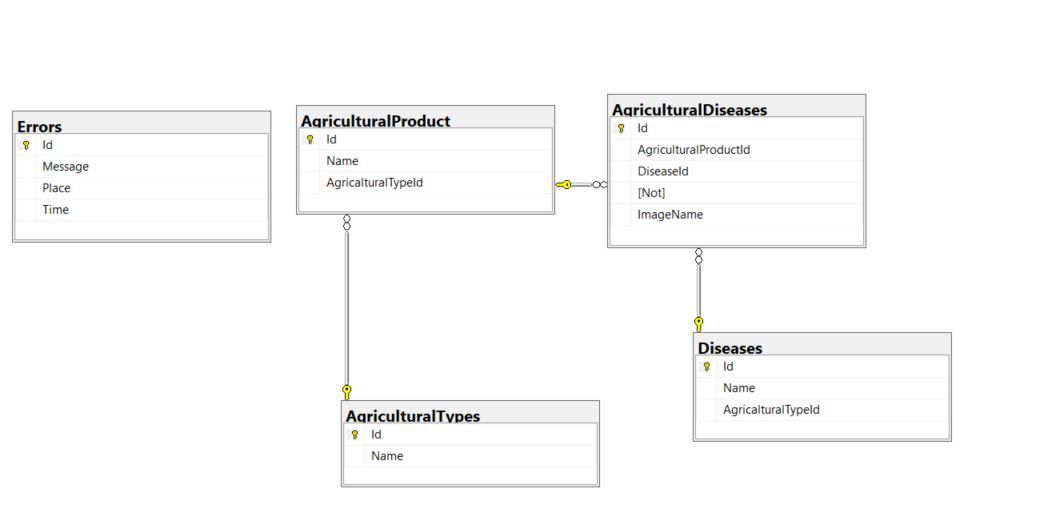 Errors
Id
Message
Place
Time
AgriculturalProduct
Id
Name
AgricalturalTypeId
AgriculturalDiseases
Id
AgriculturalProductId
DiseaseId
[Not]
ImageName
AgriculturalTypes
Id
Name
Diseases
Id
Name
AgricalturalTypeId